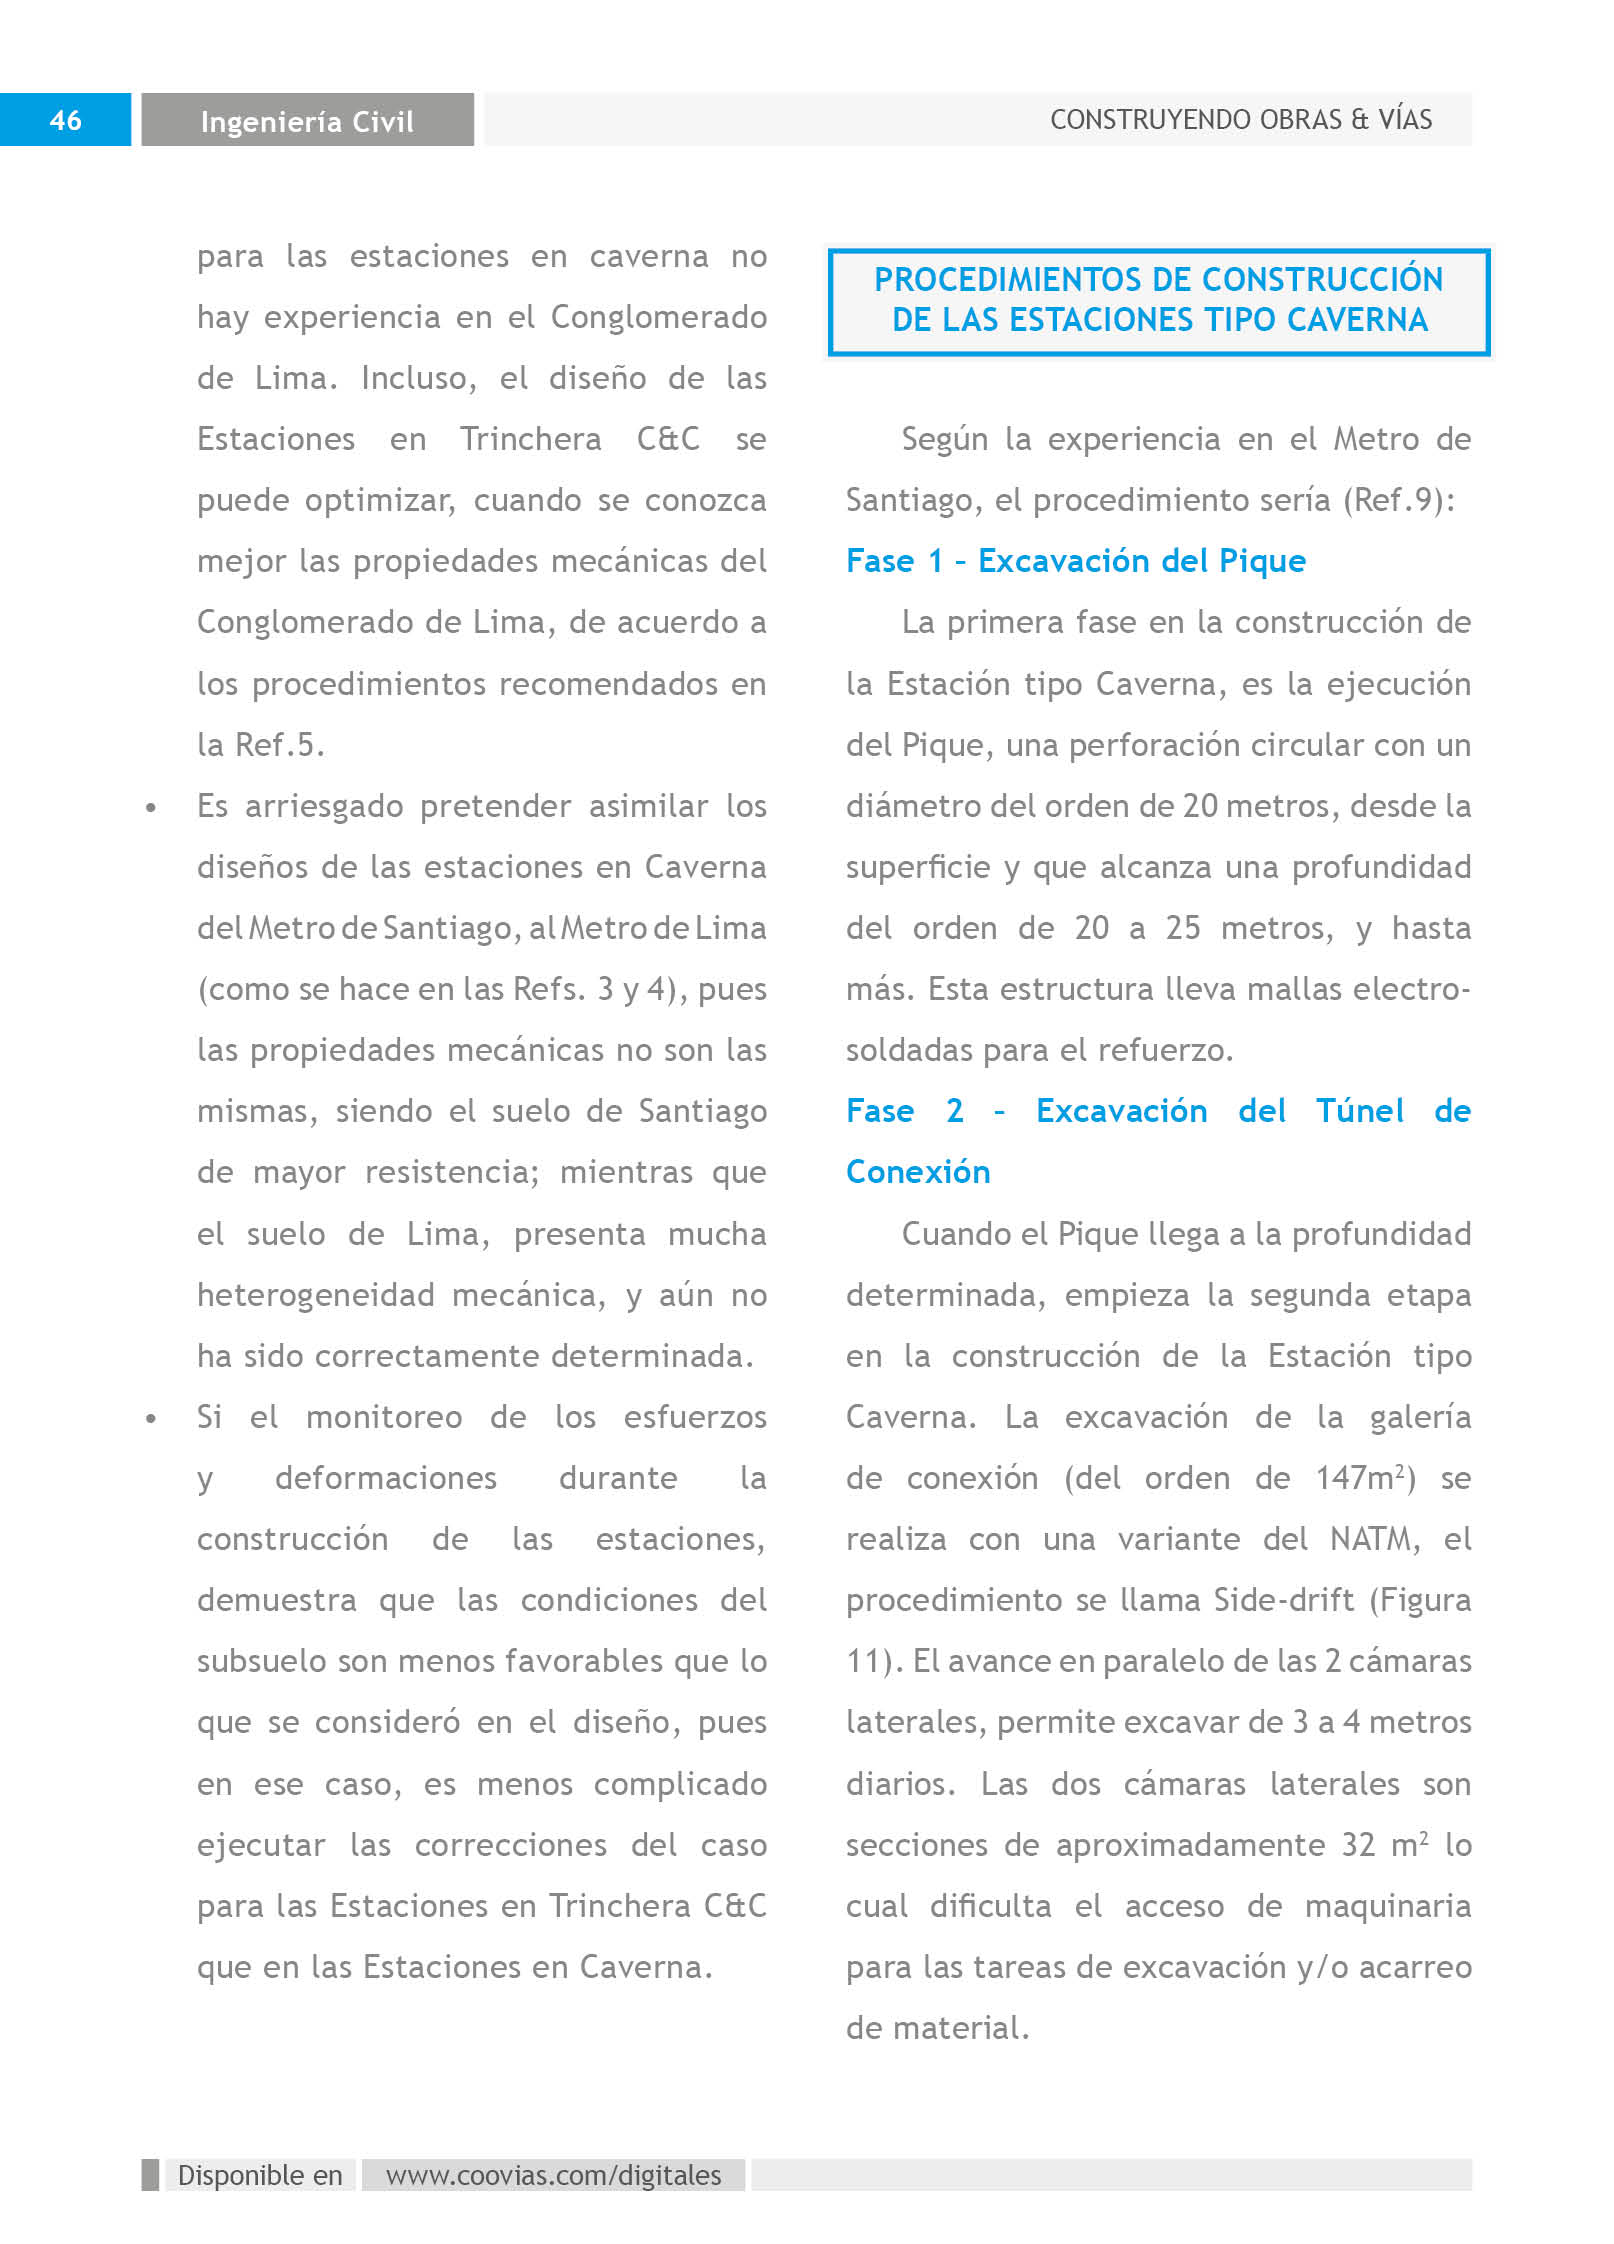 46
Ingeniería Civil
CONSTRUYENDO OBRAS & VÍAS
para las estaciones en caverna no
hay experiencia en el Conglomerado
de Lima. Incluso, el diseño de las
Estaciones en Trinchera C&C se
puede optimizar, cuando se conozca
mejor las propiedades mecánicas del
Conglomerado de Lima, de acuerdo a
los procedimientos recomendados en
la Ref.5.
• Es arriesgado pretender asimilar los
diseños de las estaciones en Caverna
del Metro de Santiago, al Metro de Lima
(como se hace en las Refs. 3 y 4), pues
las propiedades mecánicas no son las
mismas, siendo el suelo de Santiago
de mayor resistencia; mientras que
el suelo de Lima, presenta mucha
heterogeneidad mecánica, y aún no
ha sido correctamente determinada.
• Si el monitoreo de los esfuerzos
y deformaciones durante la
construcción de las estaciones,
demuestra que las condiciones del
subsuelo son menos favorables que lo
que se consideró en el diseño, pues
en ese caso, es menos complicado
ejecutar las correcciones del caso
para las Estaciones en Trinchera C&C
que en las Estaciones en Caverna.
PROCEDIMIENTOS DE CONSTRUCCIÓN
DE LAS ESTACIONES TIPO CAVERNA
Según la experiencia en el Metro de
Santiago, el procedimiento sería (Ref.9):
Fase 1 – Excavación del Pique
La primera fase en la construcción de
la Estación tipo Caverna, es la ejecución
del Pique, una perforación circular con un
diámetro del orden de 20 metros, desde la
superficie y que alcanza una profundidad
del orden de 20 a 25 metros, y hasta
más. Esta estructura lleva mallas electro-
soldadas para el refuerzo.
Fase 2 – Excavación del Túnel de
Conexión
Cuando el Pique llega a la profundidad
determinada, empieza la segunda etapa
en la construcción de la Estación tipo
Caverna. La excavación de la galería
de conexión (del orden de 147m²) se
realiza con una variante del NATM, el
procedimiento se llama Side-drift (Figura
11). El avance en paralelo de las 2 cámaras
laterales, permite excavar de 3 a 4 metros
diarios. Las dos cámaras laterales son
secciones de aproximadamente 32 m² lo
cual dificulta el acceso de maquinaria
para las tareas de excavación y/o acarreo
de material.
Disponible en www.coovias.com/digitales